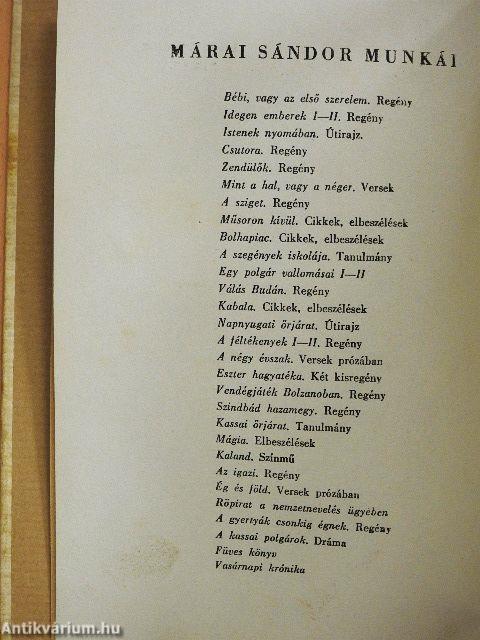 MÁRAI SÁNDOR MUNKÁI
Bébi, vagy az első szerelem. Regény
Idegen emberek I—II. Regény
Istenek nyomában. Útirajz.
Csutora. Regény
Zendülők. Regény
Mint a hal, vagy a néger. Versek
A sziget. Regény
Műsoron kívül. Cikkek, elbeszélések
Bolhapiac. Cikkek, elbeszélések
A szegények iskolája. Tanulmány
Egy polgár vallomásai I—II
Válás Budán. Regény
Kabala. Cikkek, elbeszélések
Napnyugati őrjárat. Útirajz
A féltékenyek I—II. Regény
A négy évszak. Versek prózában
Eszter hagyatéka. Két kisregény
Vendégjáték Bolzanoban. Regény
Szindbád hazamegy. Regény
Kassai őrjárat. Tanulmány
Mágia. Elbeszélések
Kaland. Színmű
Az igazi. Regény
Ég és föld. Versek prózában
Röpirat a nemzetnevelés ügyében
A gyertyák csonkig égnek. Regény
A kassai polgárok. Dráma
Füves könyv
Vasárnapi krónika
Antikvárium.hu